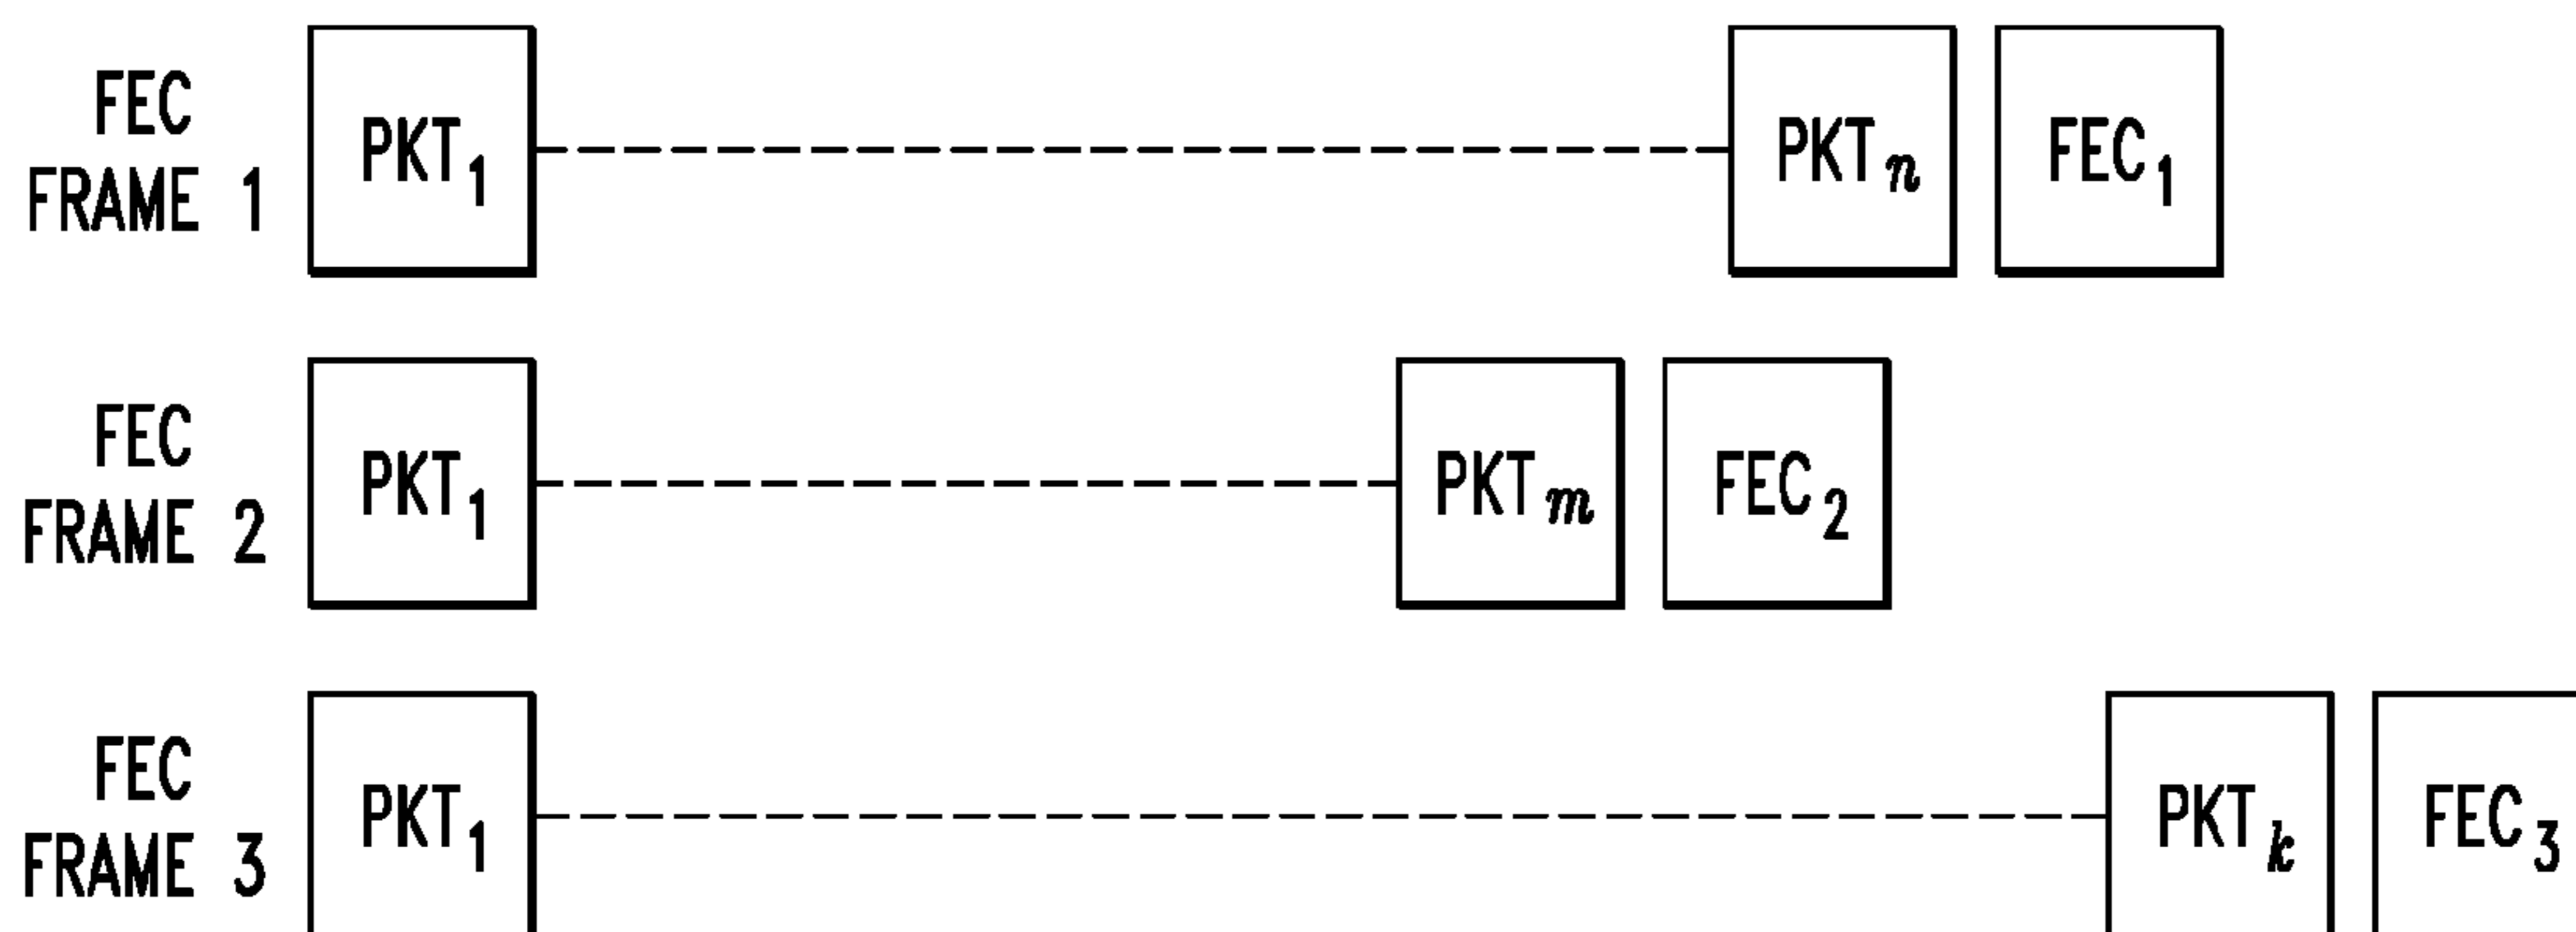 FEC
FRAME 1
PKT₁
PKTₙ
FEC₁
FEC
FRAME 2
PKT₁
PKTₘ
FEC₂
FEC
FRAME 3
PKT₁
PKTₖ
FEC₃